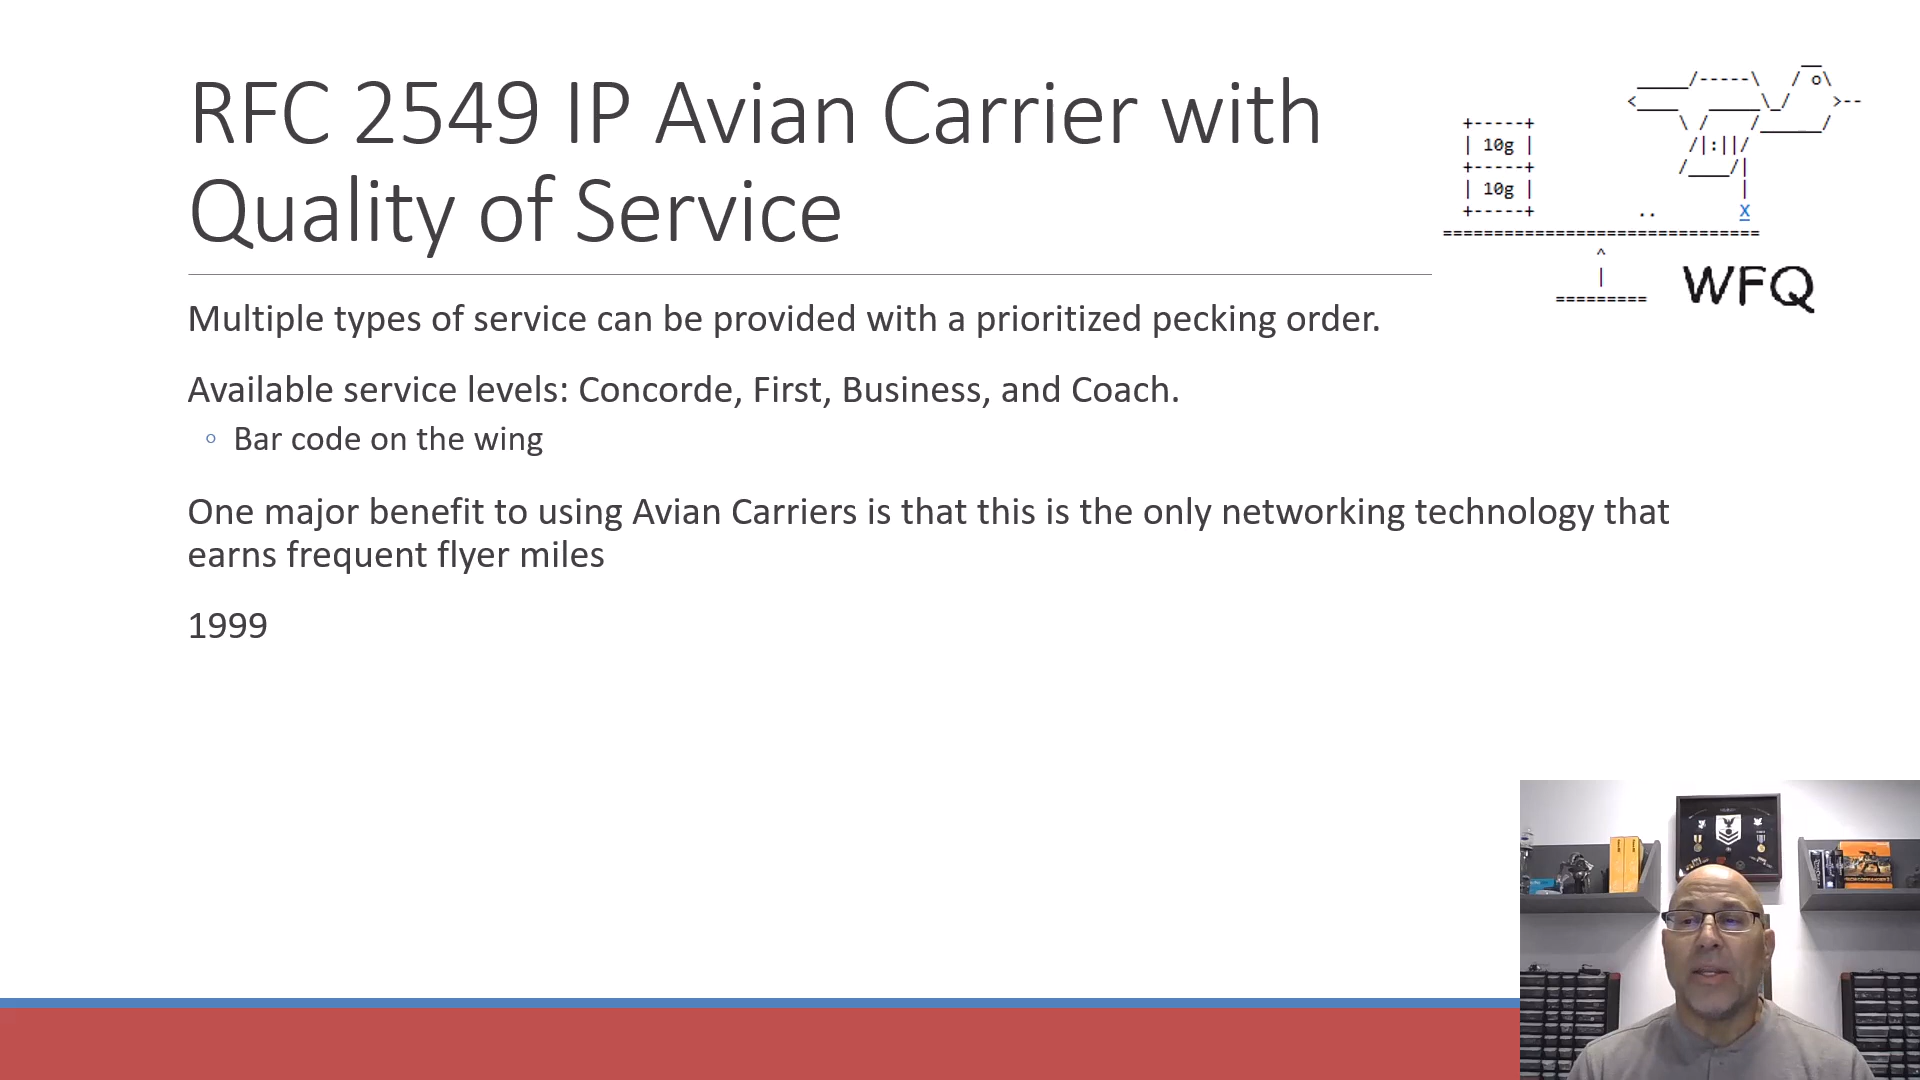 RFC 2549 IP Avian Carrier with
Quality of Service
Multiple types of service can be provided with a prioritized pecking order.
Available service levels: Concorde, First, Business, and Coach.
Bar code on the wing
One major benefit to using Avian Carriers is that this is the only networking technology that
earns frequent flyer miles
1999
10g
10g
X
WFQ